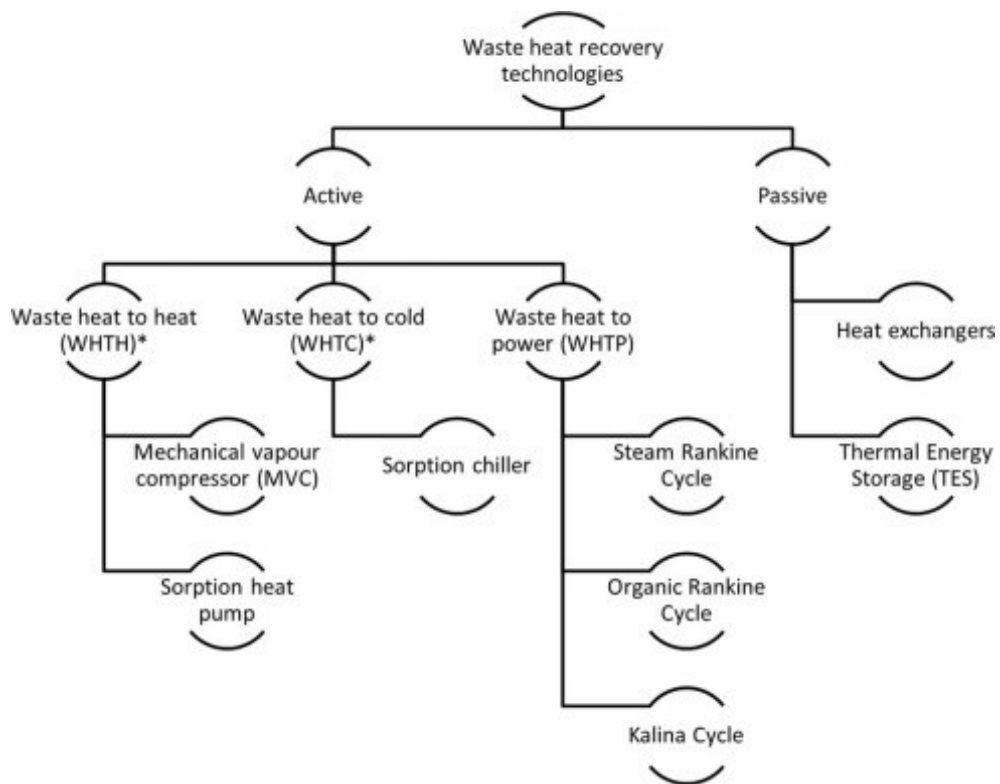 Waste heat recovery
technologies
Active
Passive
Waste heat to heat
(WHTH)*
Waste heat to cold
(WHTC)*
Waste heat to
power (WHTP)
Heat exchangers
Mechanical vapour
compressor (MVC)
Sorption chiller
Steam Rankine
Cycle
Thermal Energy
Storage (TES)
Sorption heat
pump
Organic Rankine
Cycle
Kalina Cycle